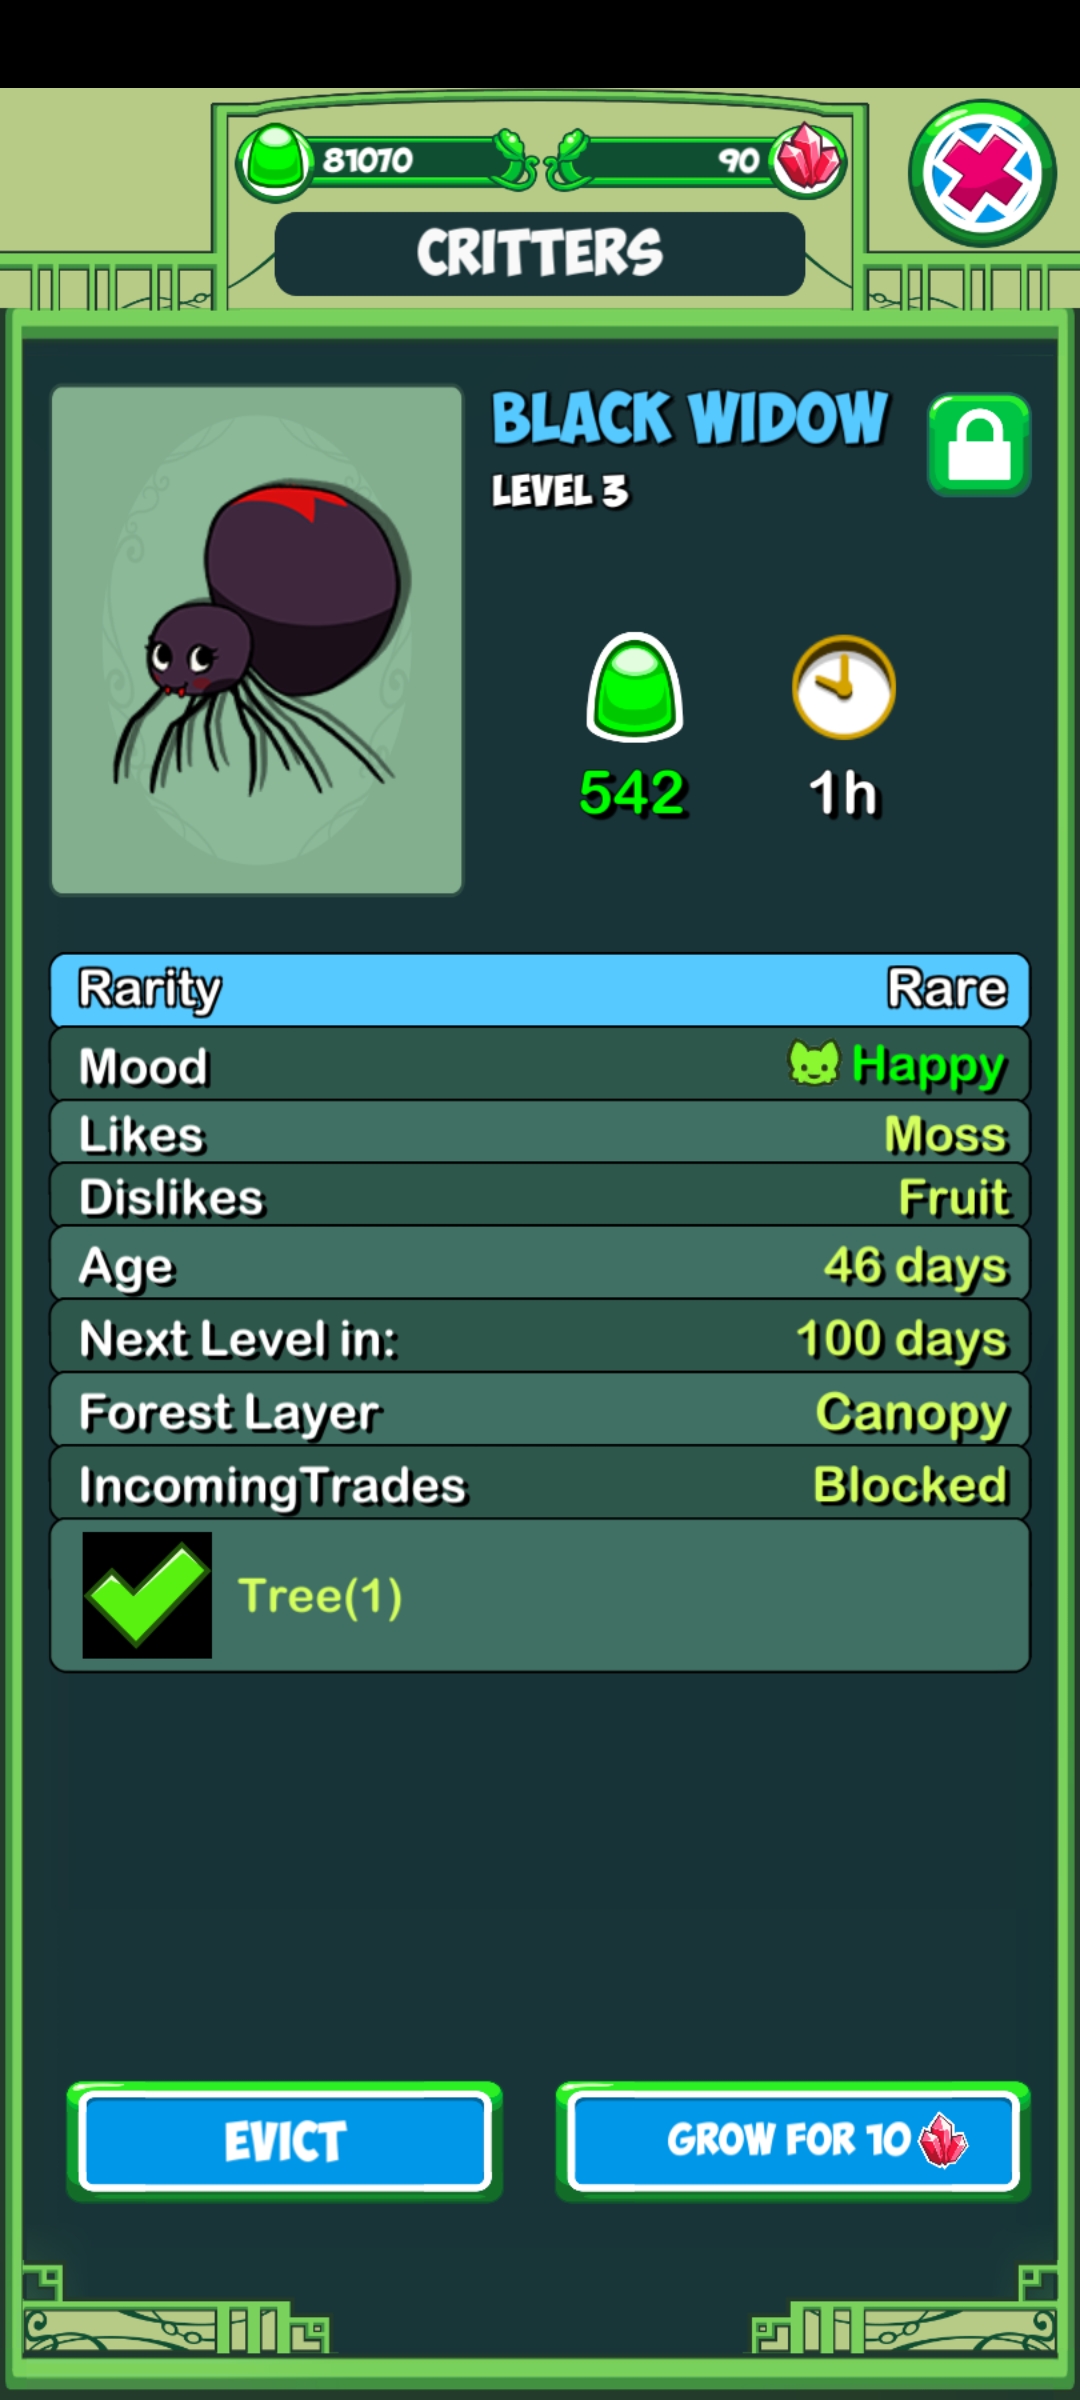 81070
90
CRITTERS
BLACK WIDOW
LEVEL 3
542
1h
Rarity Rare
Mood Happy
Likes Moss
Dislikes Fruit
Age 46 days
Next Level in: 100 days
Forest Layer Canopy
IncomingTrades Blocked
Tree(1)
EVICT
GROW FOR 10